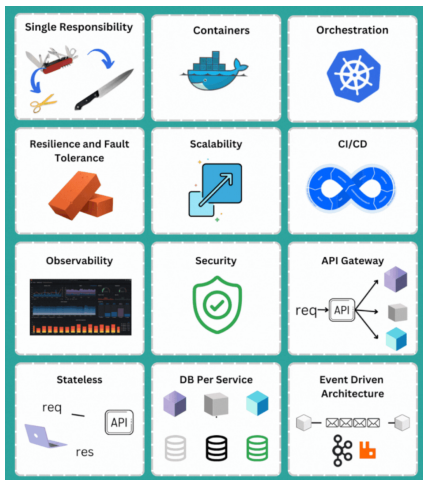 Single Responsibility
Containers
Orchestration
Resilience and Fault
Tolerance
Scalability
CI/CD
Observability
Security
API Gateway
req
API
Stateless
req
API
res
DB Per Service
Event Driven
Architecture